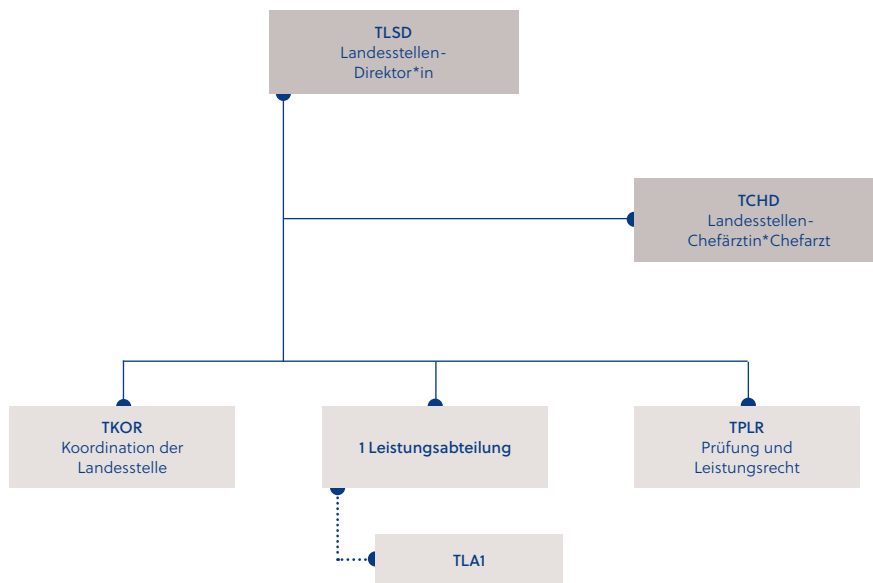 TLSD
Landesstellen-
Direktor*in
TCHD
Landesstellen-
Chefärztin*Chefarzt
TKOR
Koordination der
Landesstelle
1 Leistungsabteilung
TPLR
Prüfung und
Leistungsrecht
TLA1